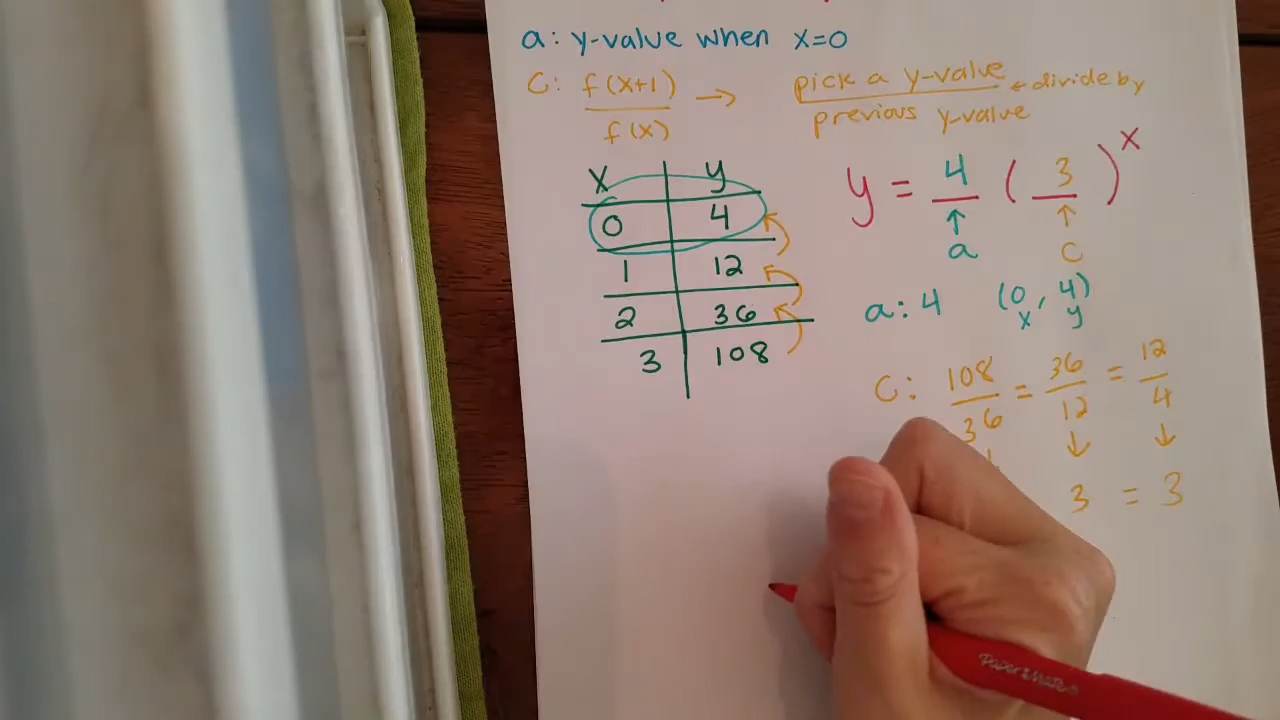 a: y-value when x=0
C: f(x+1) / f(x) → pick a y-value / previous y-value ← divide by
x y
0 4
1 12
2 36
3 108
y = 4 ( 3 )^x
↑ ↑
a c
a: 4 (0, 4)
x y
C: 108/36 = 36/12 = 12/4
↓ ↓
3 = 3
PaperMate